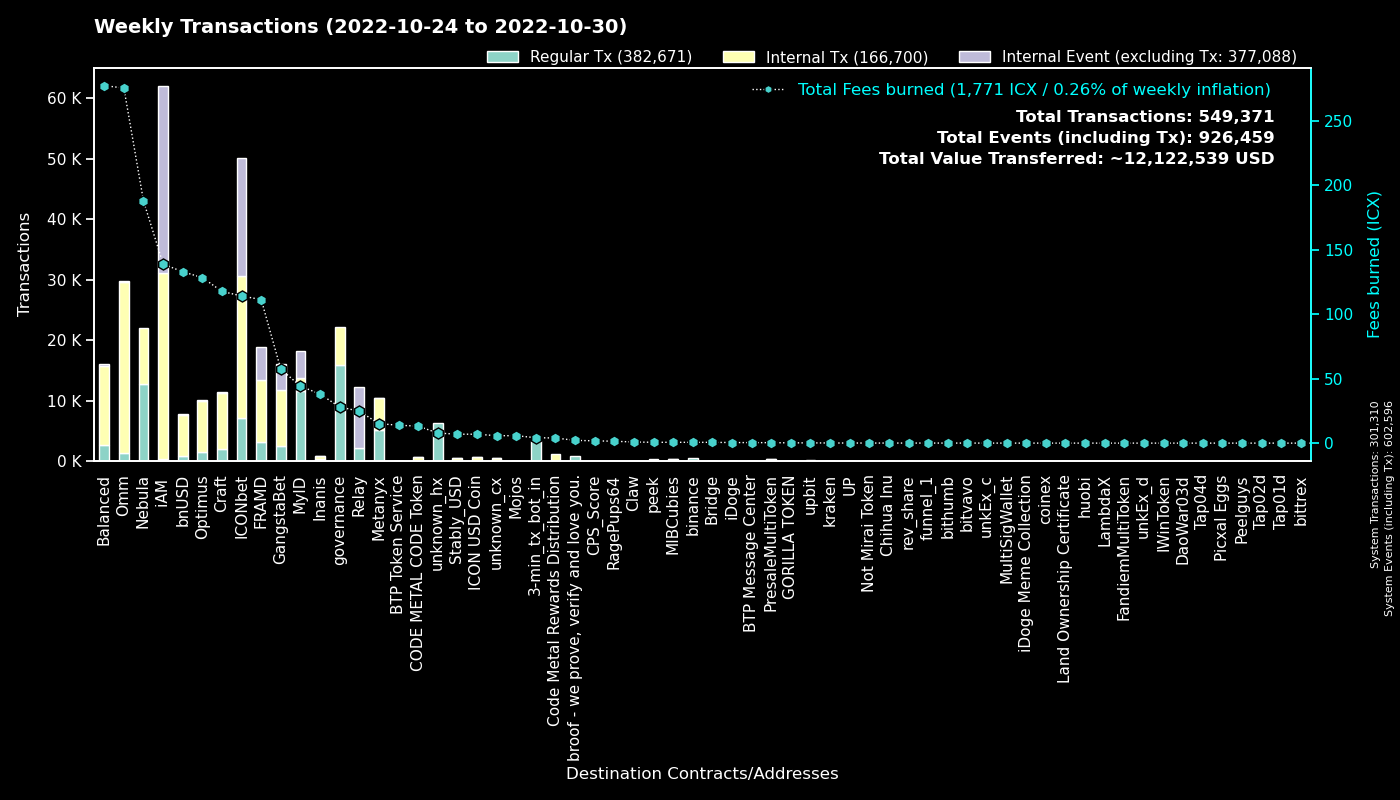 Weekly Transactions (2022-10-24 to 2022-10-30)
Regular Tx (382,671)
Internal Tx (166,700)
Internal Event (excluding Tx: 377,088)
Total Fees burned (1,771 ICX / 0.26% of weekly inflation)
Total Transactions: 549,371
Total Events (including Tx): 926,459
Total Value Transferred: ~12,122,539 USD
Transactions
60 K
50 K
40 K
30 K
20 K
10 K
0 K
250
200
150
100
50
0
Fees burned (ICX)
System Transactions: 301,310
System Events (including Tx): 602,596
Balanced
Omm
Nebula
iAM
bnUSD
Optimus
Craft
ICONbet
FRAMD
GangstaBet
MyID
Inanis
governance
Relay
Metanyx
BTP Token Service
CODE METAL CODE Token
unknown_hx
Stably_USD
ICON USD Coin
unknown_cx
Mojos
3-min_tx_bot_in
Code Metal Rewards Distribution
broof - we prove, verify and love you.
CPS_Score
RagePups64
Claw
peek
MIBCubies
binance
Bridge
iDoge
BTP Message Center
PresaleMultiToken
GORILLA TOKEN
upbit
kraken
UP
Not Mirai Token
Chihua Inu
rev_share
funnel_1
bithumb
bitvavo
unkEx_c
MultiSigWallet
iDoge Meme Collection
coinex
Land Ownership Certificate
huobi
LambdaX
FandiemMultiToken
unkEx_d
IWinToken
DaoWar03d
Tap04d
Picxal Eggs
Peelguys
Tap02d
Tap01d
bittrex
Destination Contracts/Addresses